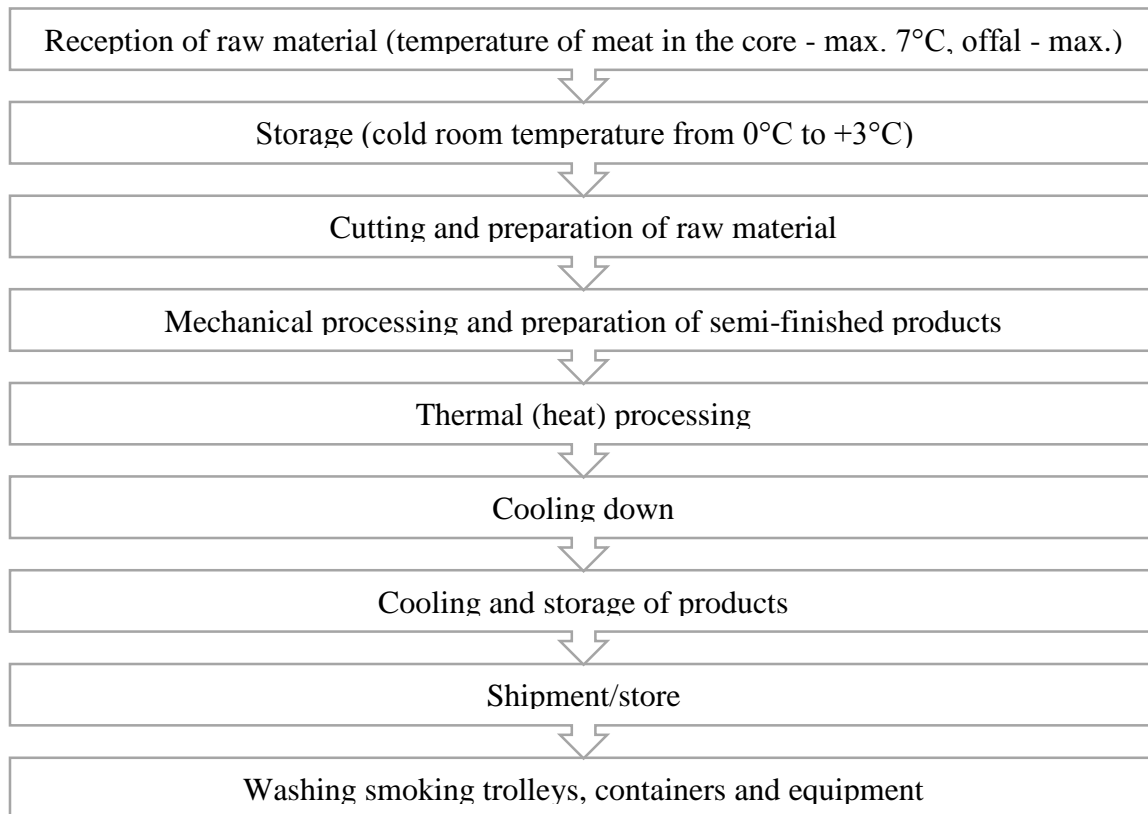 Reception of raw material (temperature of meat in the core - max. 7°C, offal - max.)
Storage (cold room temperature from 0°C to +3°C)
Cutting and preparation of raw material
Mechanical processing and preparation of semi-finished products
Thermal (heat) processing
Cooling down
Cooling and storage of products
Shipment/store
Washing smoking trolleys, containers and equipment